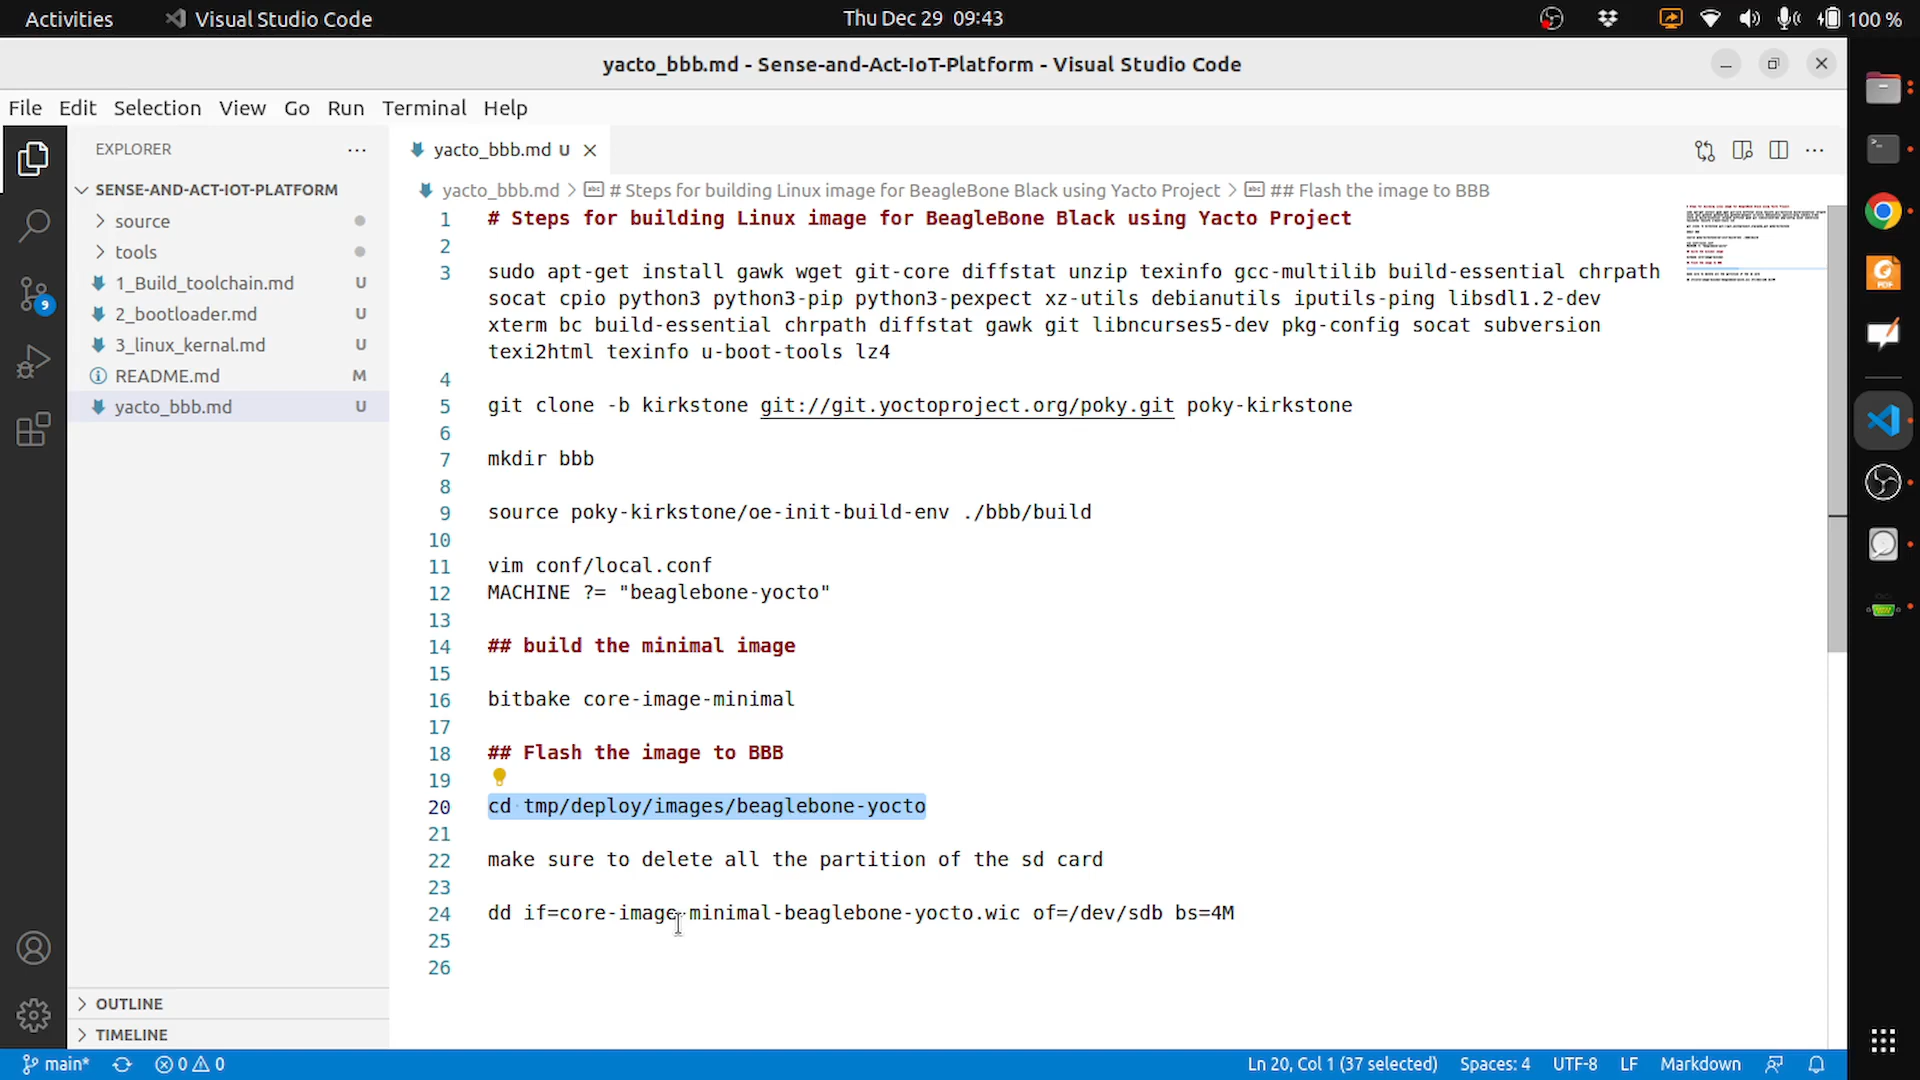 Activities
Visual Studio Code
Thu Dec 29 09:43
100 %
yacto_bbb.md - Sense-and-Act-IoT-Platform - Visual Studio Code
File Edit Selection View Go Run Terminal Help
EXPLORER
yacto_bbb.md U
SENSE-AND-ACT-IOT-PLATFORM
source
tools
1_Build_toolchain.md U
2_bootloader.md U
3_linux_kernal.md U
README.md M
yacto_bbb.md U
9
OUTLINE
TIMELINE
yacto_bbb.md > # Steps for building Linux image for BeagleBone Black using Yacto Project > ## Flash the image to BBB
1 # Steps for building Linux image for BeagleBone Black using Yacto Project
2
3 sudo apt-get install gawk wget git-core diffstat unzip texinfo gcc-multilib build-essential chrpath
socat cpio python3 python3-pip python3-pexpect xz-utils debianutils iputils-ping libsdl1.2-dev
xterm bc build-essential chrpath diffstat gawk git libncurses5-dev pkg-config socat subversion
texi2html texinfo u-boot-tools lz4
4
5 git clone -b kirkstone git://git.yoctoproject.org/poky.git poky-kirkstone
6
7 mkdir bbb
8
9 source poky-kirkstone/oe-init-build-env ./bbb/build
10
11 vim conf/local.conf
12 MACHINE ?= "beaglebone-yocto"
13
14 ## build the minimal image
15
16 bitbake core-image-minimal
17
18 ## Flash the image to BBB
19
20 cd tmp/deploy/images/beaglebone-yocto
21
22 make sure to delete all the partition of the sd card
23
24 dd if=core-image-minimal-beaglebone-yocto.wic of=/dev/sdb bs=4M
25
26
main* 0 0
Ln 20, Col 1 (37 selected) Spaces: 4 UTF-8 LF Markdown